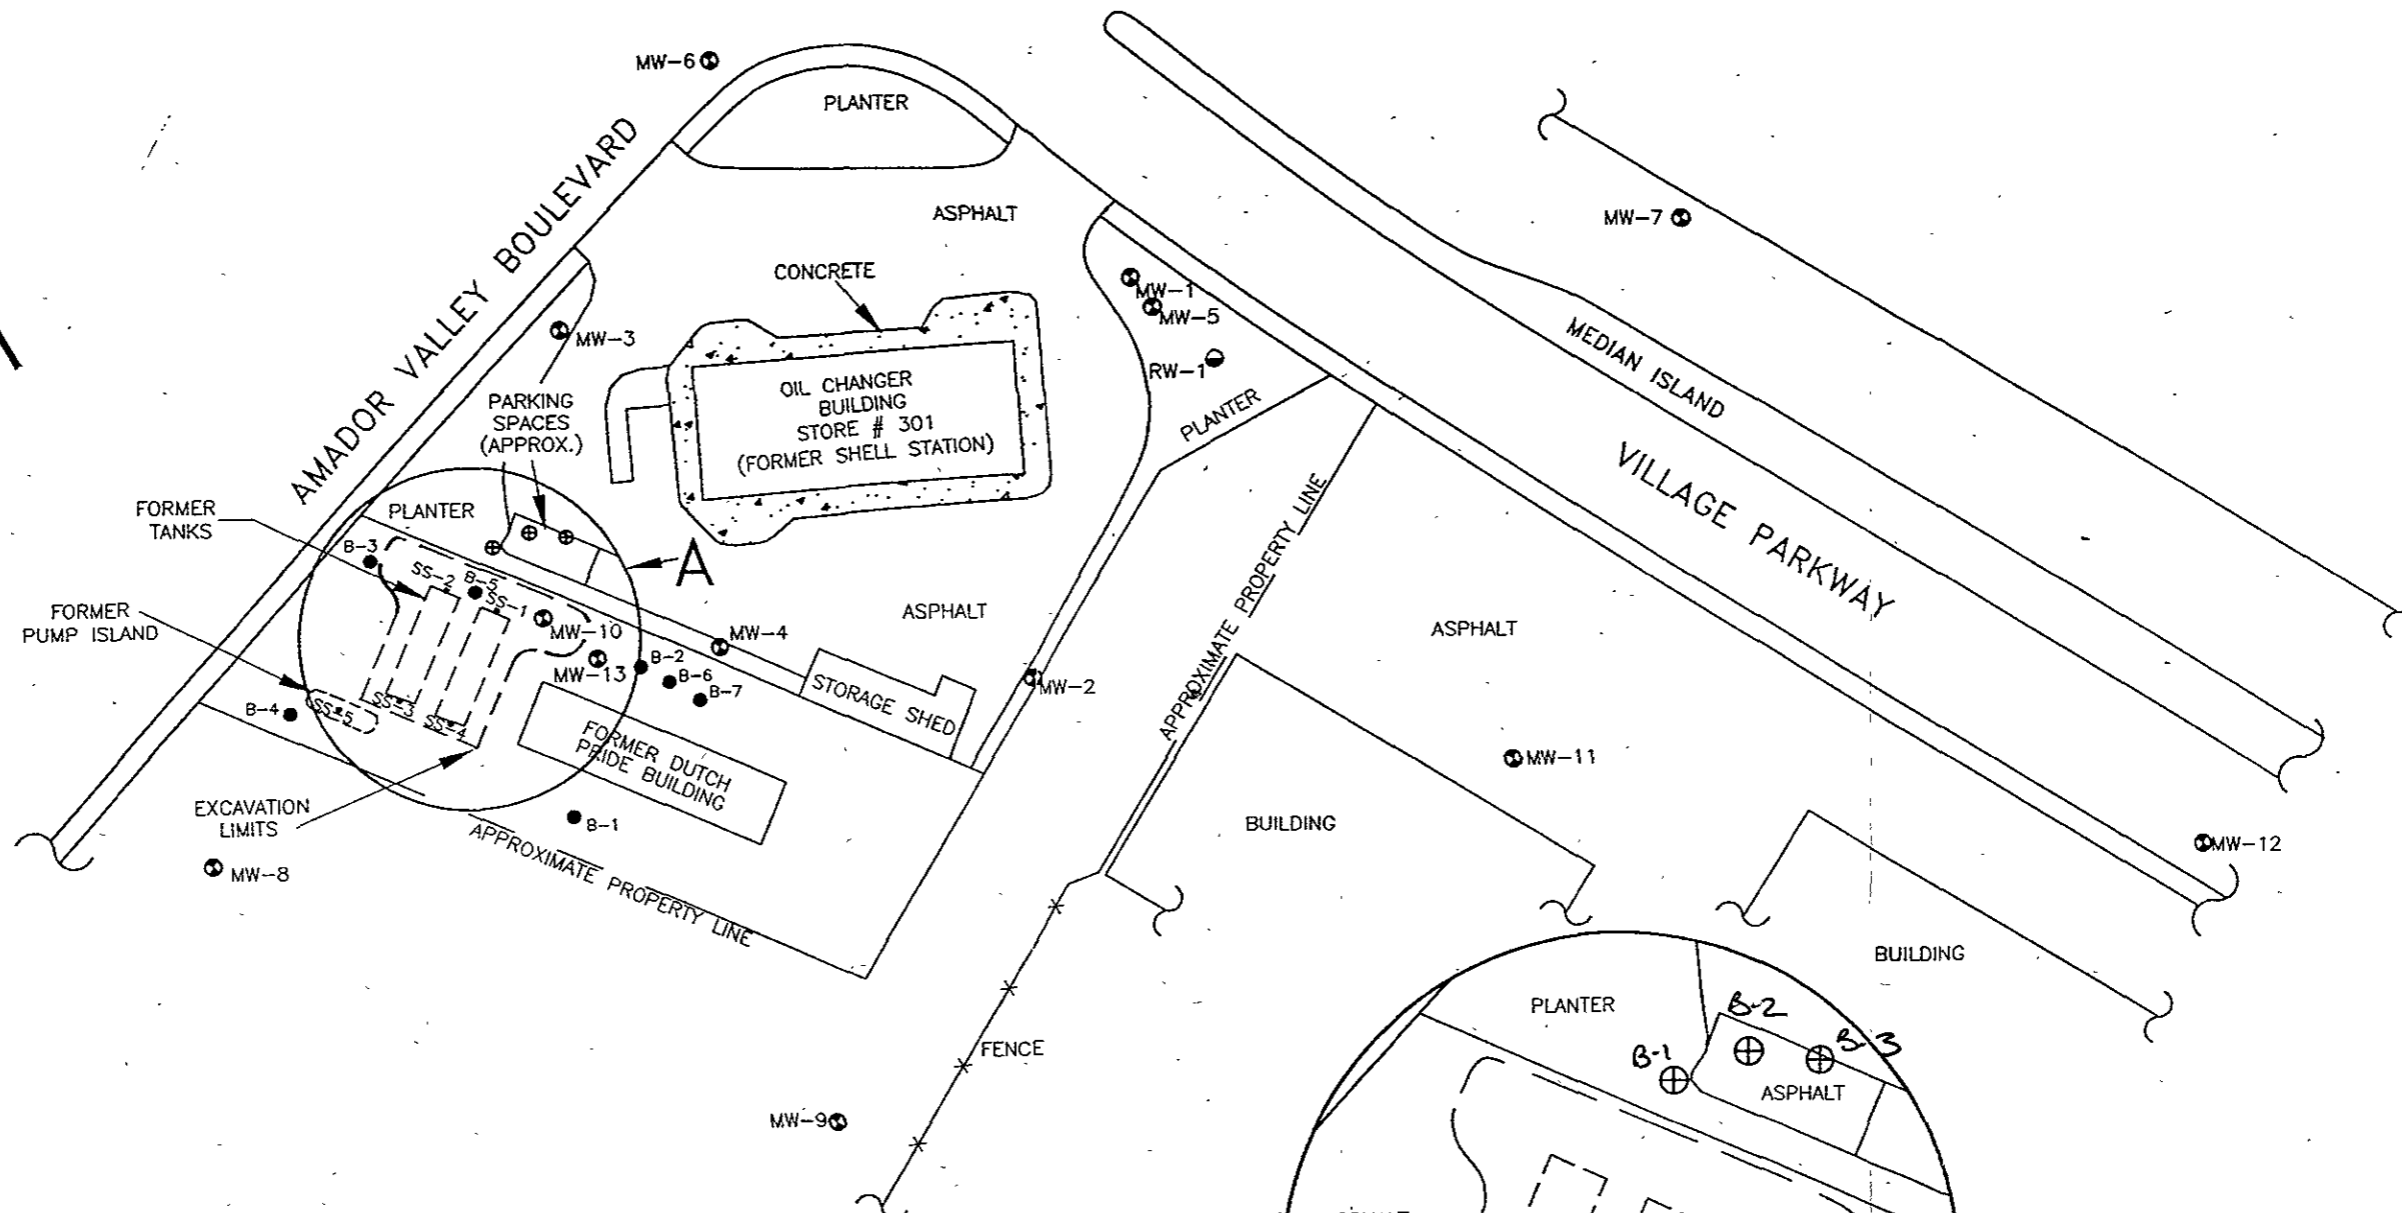 MW-6
PLANTER
AMADOR VALLEY BOULEVARD
ASPHALT
MW-7
CONCRETE
MW-1
MW-5
MW-3
RW-1
MEDIAN ISLAND
OIL CHANGER
BUILDING
STORE # 301
(FORMER SHELL STATION)
PARKING
SPACES
(APPROX.)
PLANTER
VILLAGE PARKWAY
FORMER
TANKS
PLANTER
APPROXIMATE PROPERTY LINE
B-3
SS-2
B-5
SS-1
A
ASPHALT
ASPHALT
FORMER
PUMP ISLAND
MW-10
MW-4
MW-13
B-2
B-6
B-7
MW-2
STORAGE SHED
B-4
SS-5
SS-3
SS-4
FORMER DUTCH
PRIDE BUILDING
MW-11
EXCAVATION
LIMITS
B-1
APPROXIMATE PROPERTY LINE
BUILDING
MW-12
MW-8
BUILDING
FENCE
MW-9
PLANTER
B-2
B-3
B-1
ASPHALT